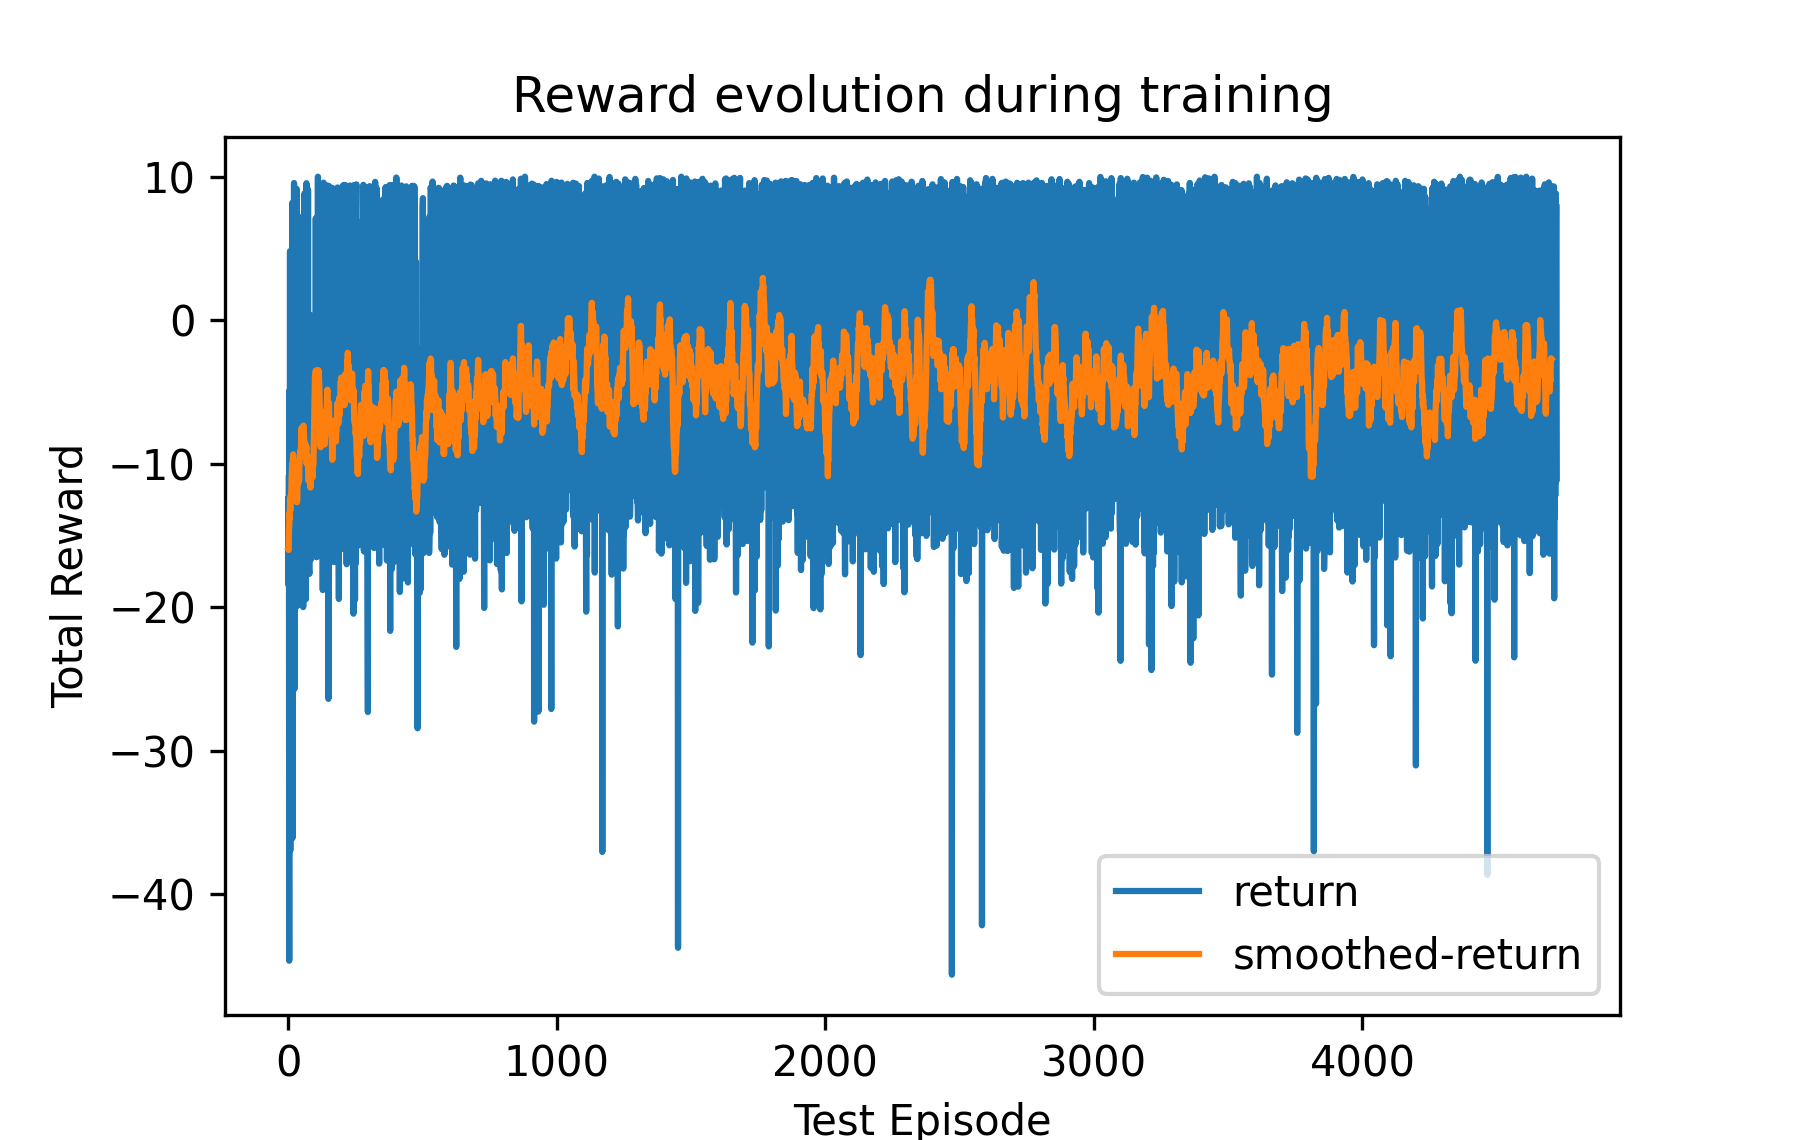 Reward evolution during training
10
0
−10
−20
−30
−40
Total Reward
return
smoothed-return
0 1000 2000 3000 4000
Test Episode